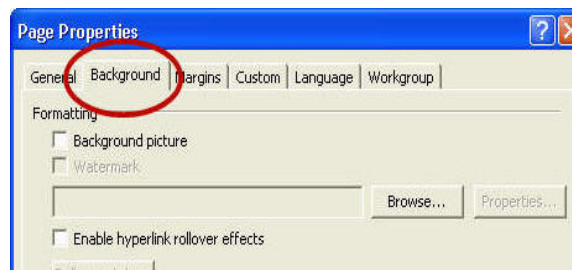 Page Properties
General Background Margins Custom Language Workgroup
Formatting
Background picture
Watermark
Browse... Properties...
Enable hyperlink rollover effects